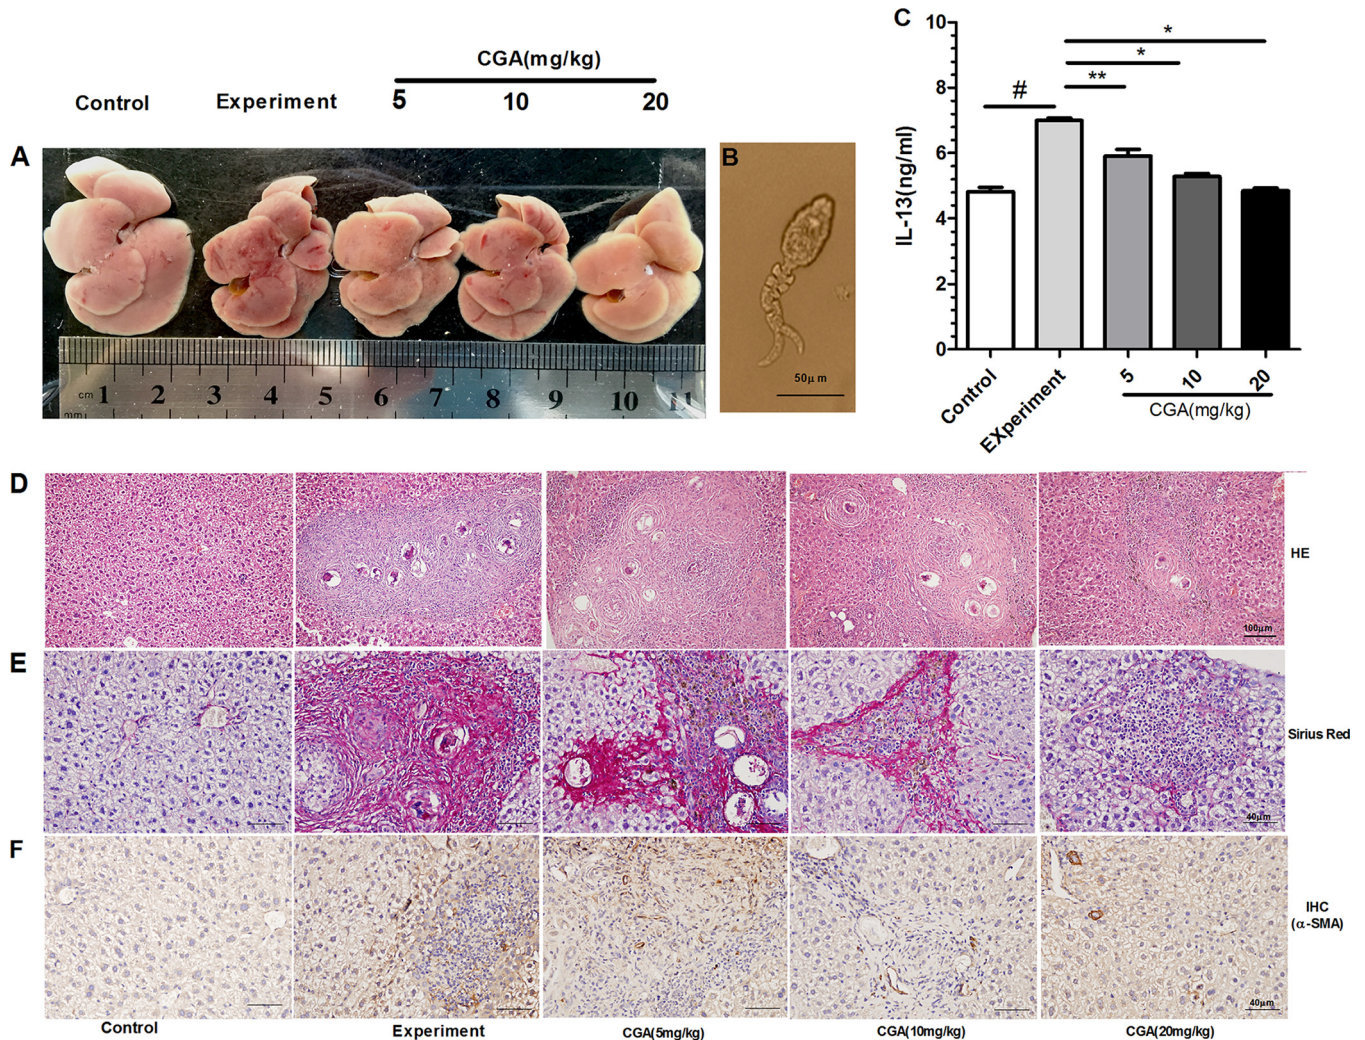 CGA(mg/kg)
Control
Experiment
5
10
20
A
cm
mm
1
2
3
4
5
6
7
8
9
10
11
B
50μm
C
IL-13(ng/ml)
10
8
6
4
2
0
#
**
*
*
Control
EXperiment
5
10
20
CGA(mg/kg)
D
HE
100μm
E
Sirius Red
40μm
F
IHC
(α-SMA)
40μm
Control
Experiment
CGA(5mg/kg)
CGA(10mg/kg)
CGA(20mg/kg)